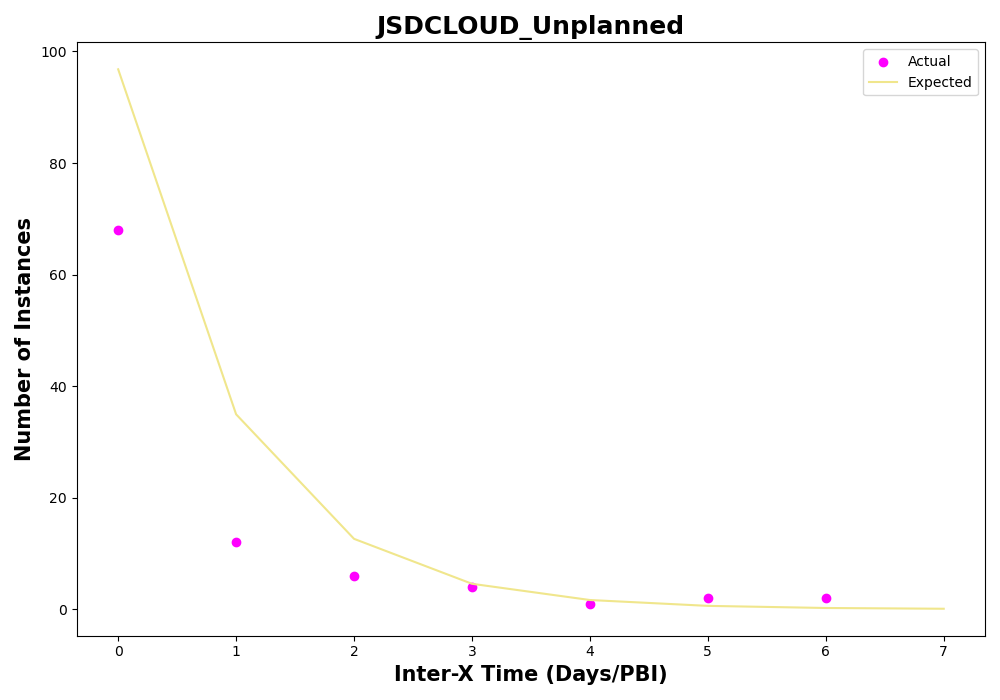 JSDCLOUD_Unplanned
Actual
Expected
100
80
60
40
20
0
Number of Instances
0 1 2 3 4 5 6 7
Inter-X Time (Days/PBI)